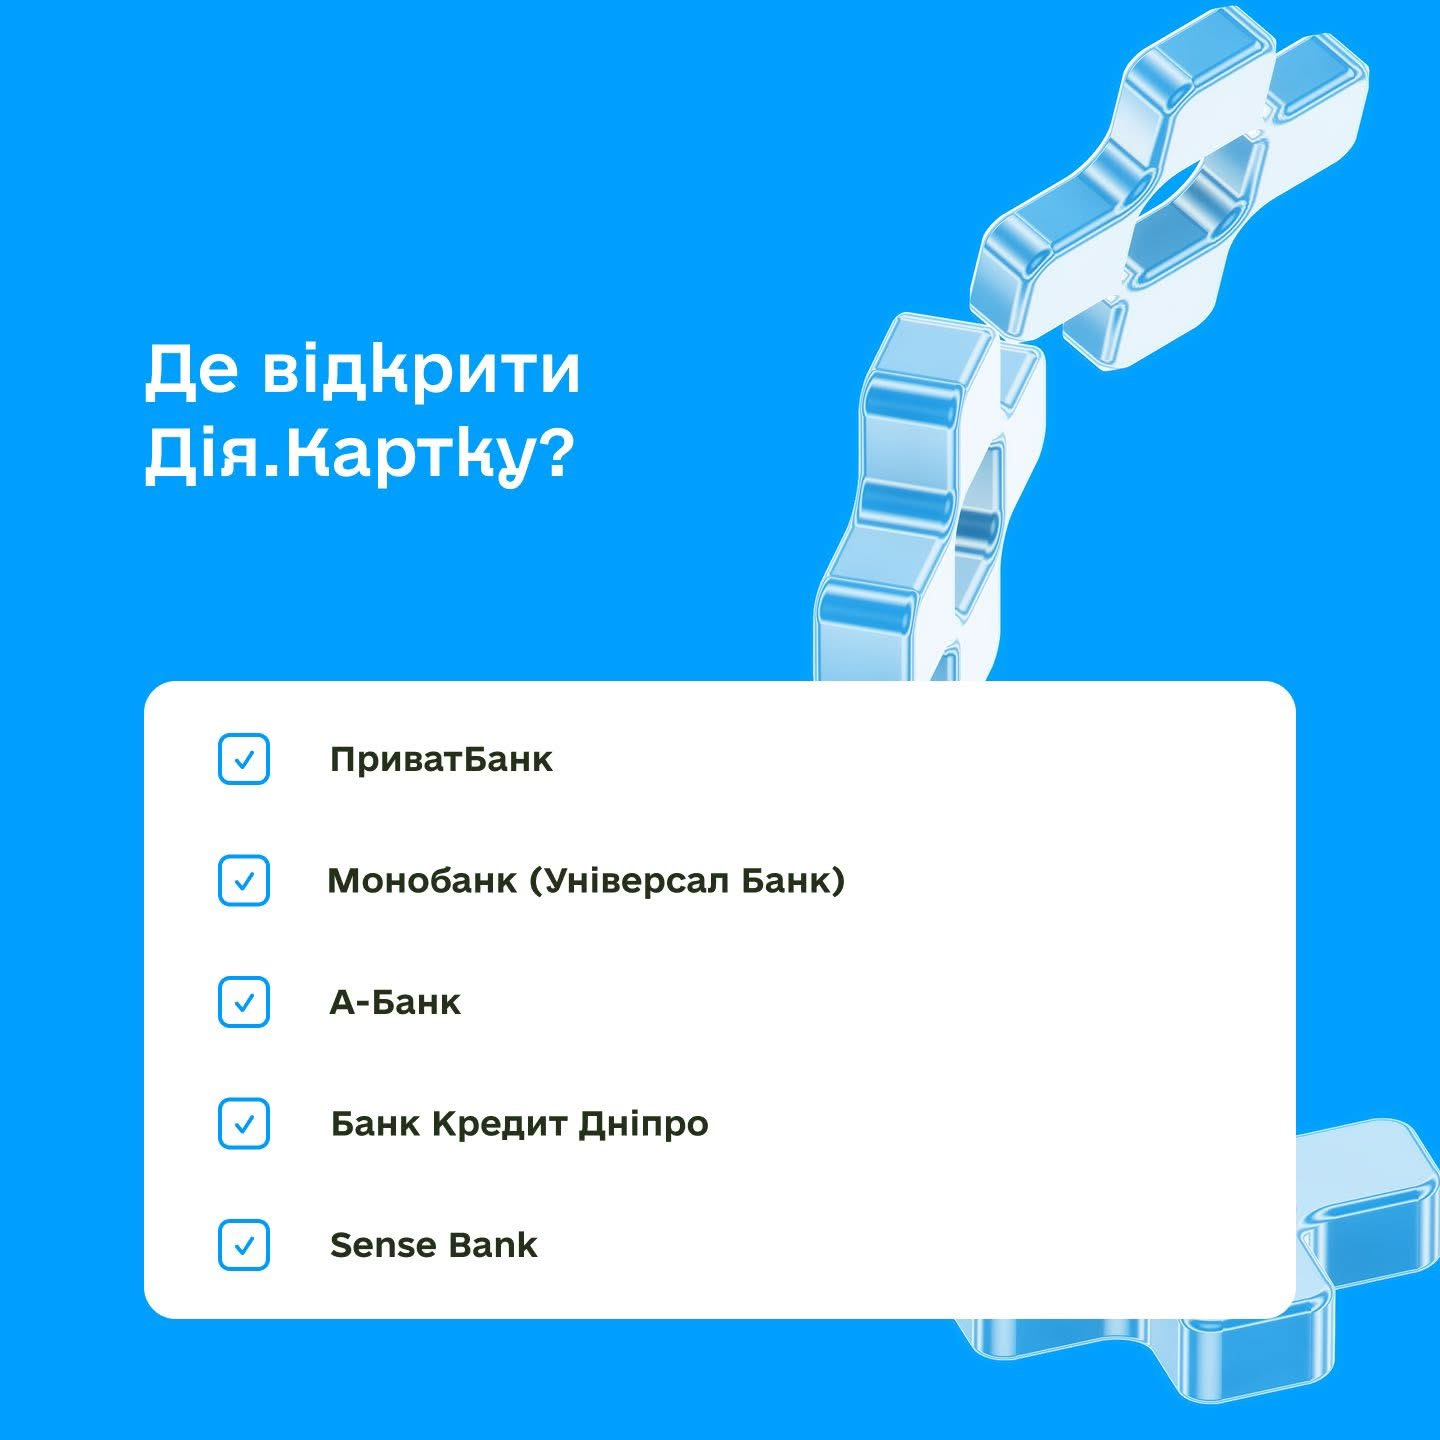 Де відкрити
Дія.Картку?
ПриватБанк
Монобанк (Універсал Банк)
А-Банк
Банк Кредит Дніпро
Sense Bank